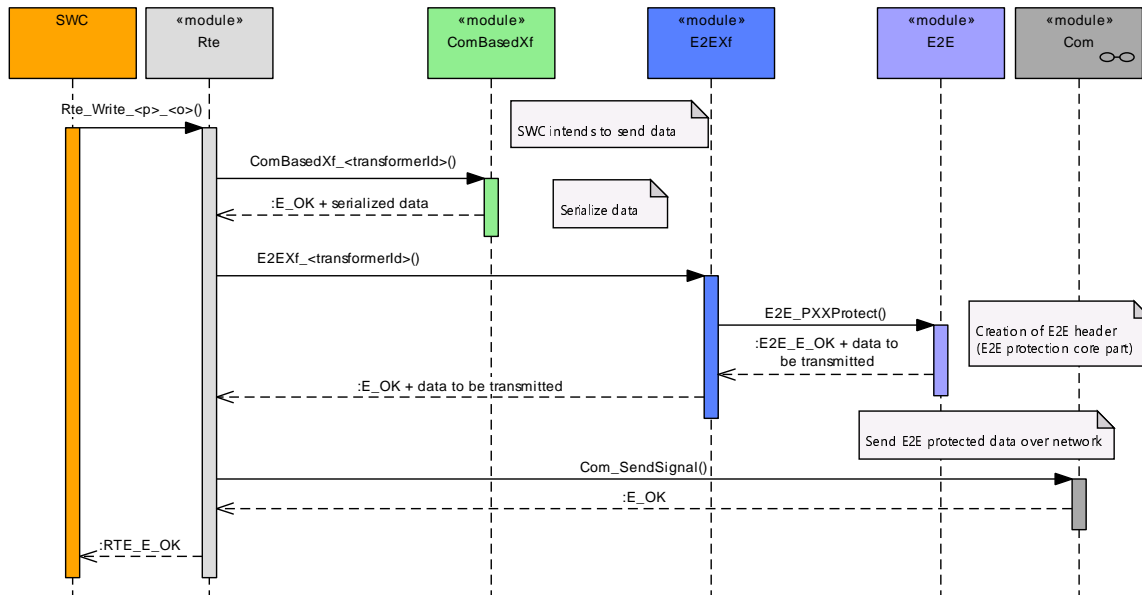 SWC
«module»
Rte
«module»
ComBasedXf
«module»
E2EXf
«module»
E2E
«module»
Com
Rte_Write_<p>_<o>()
SWC intends to send data
ComBasedXf_<transformerId>()
:E_OK + serialized data
Serialize data
E2EXf_<transformerId>()
E2E_PXXProtect()
Creation of E2E header
(E2E protection core part)
:E2E_E_OK + data to
be transmitted
:E_OK + data to be transmitted
Send E2E protected data over network
Com_SendSignal()
:E_OK
:RTE_E_OK